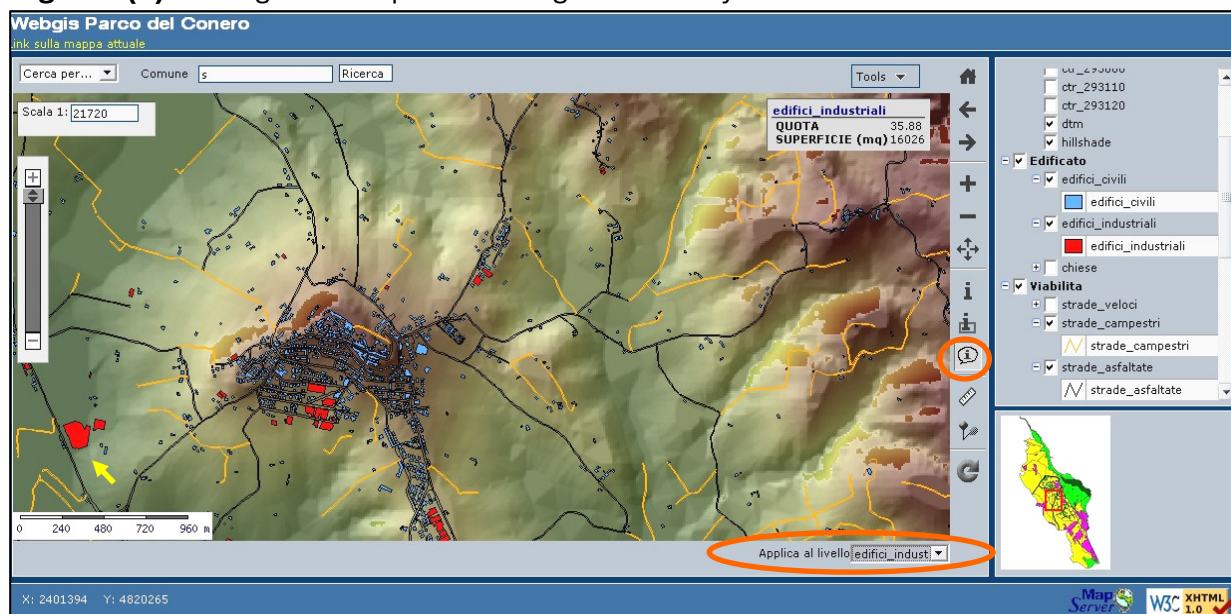 Webgis Parco del Conero
link sulla mappa attuale
Cerca per...
Comune
s
Ricerca
Tools
Scala 1: 21720
edifici_industriali
QUOTA 35.88
SUPERFICIE (mq) 16026
0 240 480 720 960 m
Applica al livello edifici_indust
X: 2401394 Y: 4820265
ctr_293110
ctr_293120
dtm
hillshade
Edificato
edifici_civili
edifici_civili
edifici_industriali
edifici_industriali
chiese
Viabilita
strade_veloci
strade_campestri
strade_campestri
strade_asfaltate
strade_asfaltate
Map Server
W3C XHTML 1.0